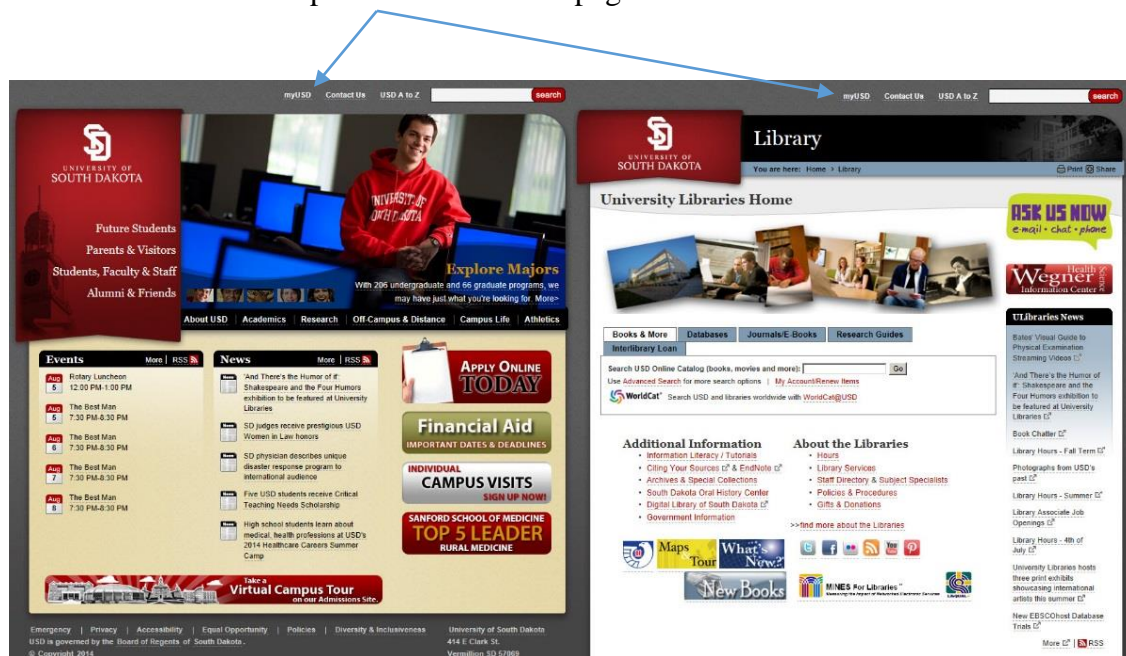 myUSD Contact Us USD A to Z search
UNIVERSITY OF
SOUTH DAKOTA
Future Students
Parents & Visitors
Students, Faculty & Staff
Alumni & Friends
UNIVERSITY OF
SOUTH DAKOTA
Explore Majors
With 206 undergraduate and 66 graduate programs, we
may have just what you're looking for. More>
About USD Academics Research Off-Campus & Distance Campus Life Athletics
Events More | RSS
Aug 5 Rotary Luncheon
12:00 PM-1:00 PM
Aug 5 The Best Man
7:30 PM-8:30 PM
Aug 6 The Best Man
7:30 PM-8:30 PM
Aug 7 The Best Man
7:30 PM-8:30 PM
Aug 8 The Best Man
7:30 PM-8:30 PM
News More | RSS
'And There's the Humor of
it': Shakespeare and the Four Humors
exhibition to be featured at University
Libraries
SD judges receive prestigious USD
Women in Law honors
SD physician describes unique
disaster response program to
international audience
Five USD students receive Critical
Teaching Needs Scholarship
High school students learn about
medical, health professions at USD's
2014 Healthcare Careers Summer
Camp
APPLY ONLINE
TODAY
Financial Aid
IMPORTANT DATES & DEADLINES
INDIVIDUAL
CAMPUS VISITS
SIGN UP NOW!
SANFORD SCHOOL OF MEDICINE
TOP 5 LEADER
RURAL MEDICINE
Take a
Virtual Campus Tour
on our Admissions Site.
Emergency | Privacy | Accessibility | Equal Opportunity | Policies | Diversity & Inclusiveness
USD is governed by the Board of Regents of South Dakota.
© Copyright 2014
University of South Dakota
414 E Clark St.
Vermillion SD 57069
myUSD Contact Us USD A to Z search
UNIVERSITY OF
SOUTH DAKOTA
Library
You are here: Home > Library Print Share
University Libraries Home
ASK US NOW
e-mail • chat • phone
Wegner Health Science
Information Center
Books & More Databases Journals/E-Books Research Guides
Interlibrary Loan
Search USD Online Catalog (books, movies and more): Go
Use Advanced Search for more search options | My Account/Renew Items
WorldCat Search USD and libraries worldwide with WorldCat@USD
Additional Information
• Information Literacy / Tutorials
• Citing Your Sources & EndNote
• Archives & Special Collections
• South Dakota Oral History Center
• Digital Library of South Dakota
• Government Information
About the Libraries
• Hours
• Library Services
• Staff Directory & Subject Specialists
• Policies & Procedures
• Gifts & Donations
>>find more about the Libraries
Maps
Tour
What's
New?
New Books
MINES For Libraries™
ULibraries News
Bates' Visual Guide to
Physical Examination
Streaming Videos
'And There's the Humor of
it': Shakespeare and the
Four Humors exhibition to
be featured at University
Libraries
Book Chatter
Library Hours - Fall Term
Photographs from USD's
past
Library Hours - Summer
Library Associate Job
Openings
Library Hours - 4th of
July
University Libraries hosts
three print exhibits
showcasing international
artists this summer
New EBSCOhost Database
Trials
More | RSS